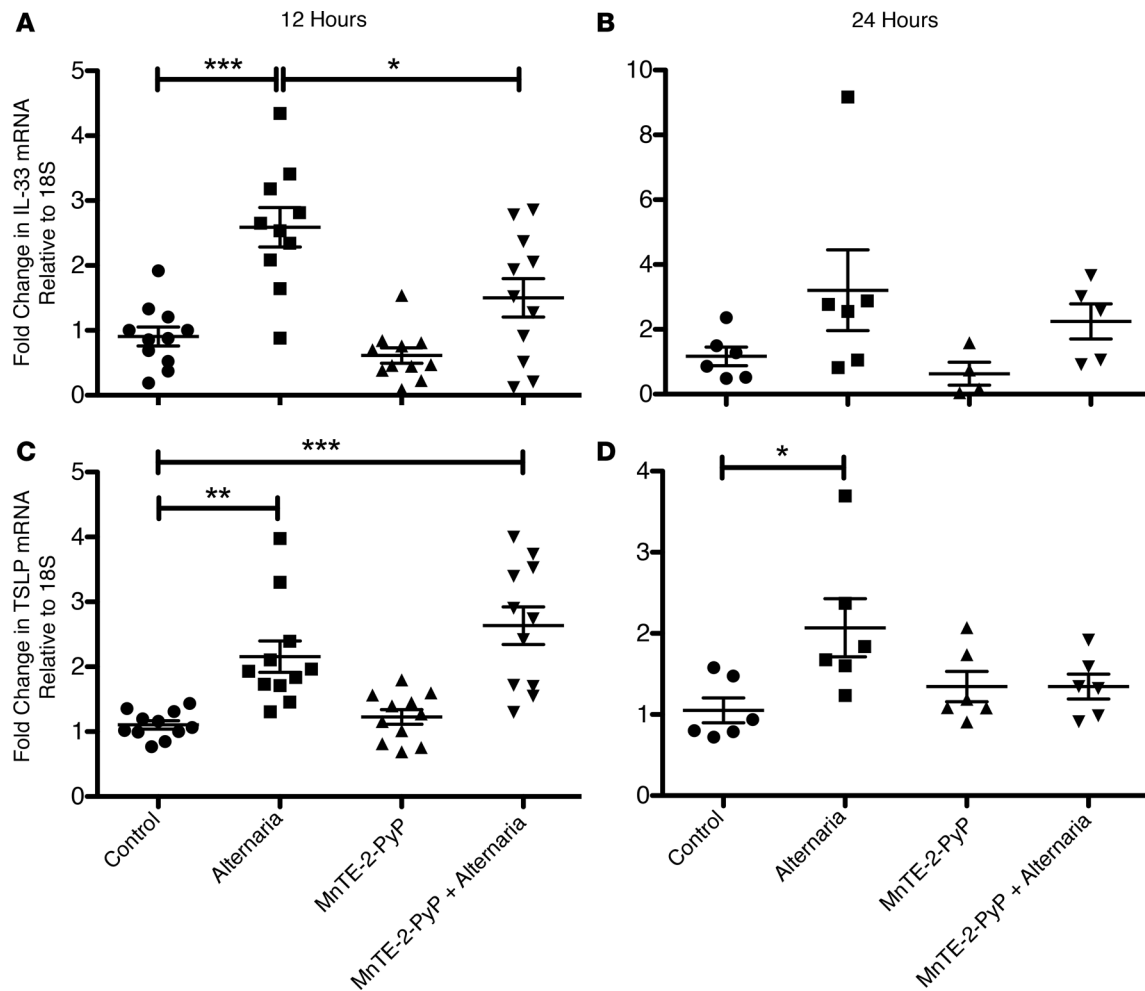 A
12 Hours
Fold Change in IL-33 mRNA
Relative to 18S
5
4
3
2
1
0
***
*
B
24 Hours
10
8
6
4
2
0
C
Fold Change in TSLP mRNA
Relative to 18S
5
4
3
2
1
0
***
**
Control
Alternaria
MnTE-2-PyP
MnTE-2-PyP + Alternaria
D
4
3
2
1
0
*
Control
Alternaria
MnTE-2-PyP
MnTE-2-PyP + Alternaria